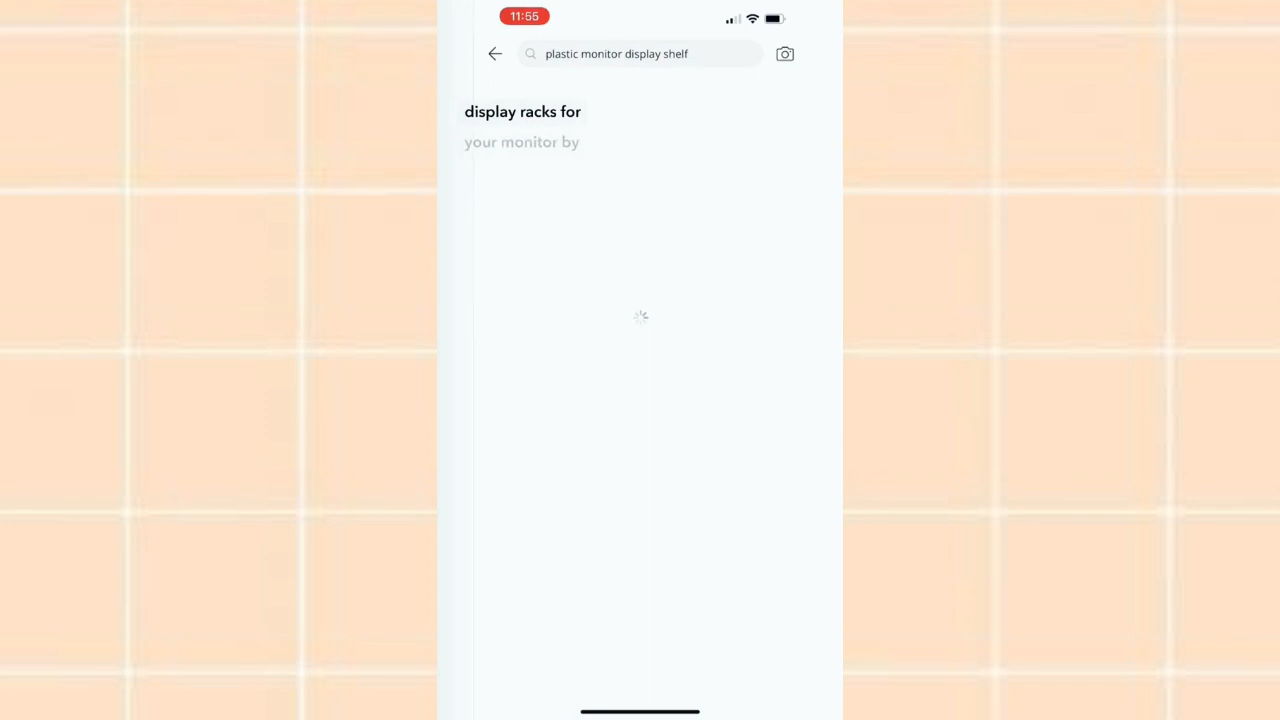 11:55
plastic monitor display shelf
display racks for
your monitor by